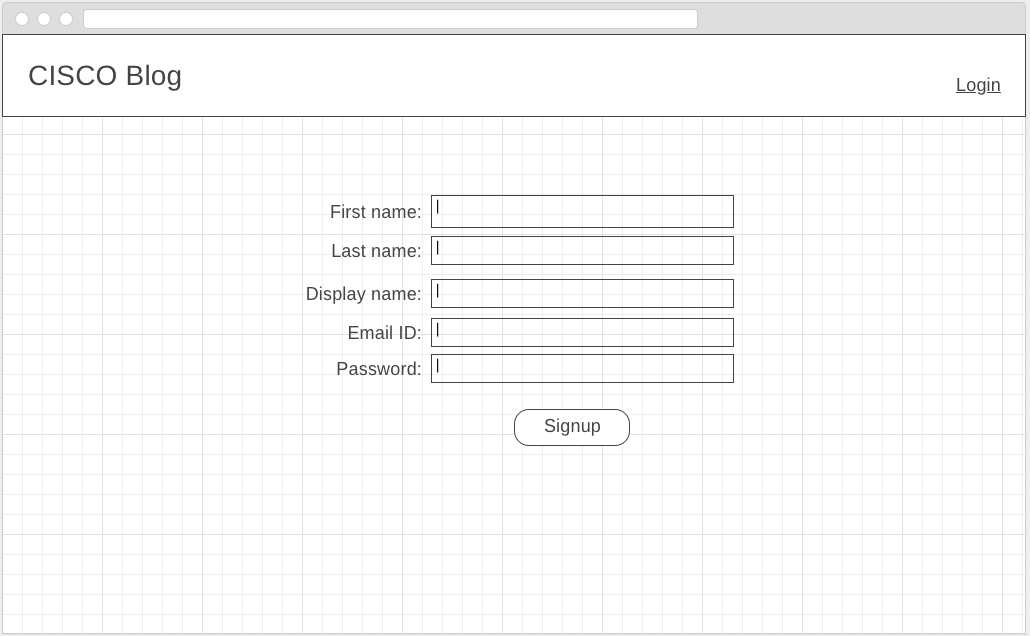 CISCO Blog
Login
First name:
Last name:
Display name:
Email ID:
Password:
Signup